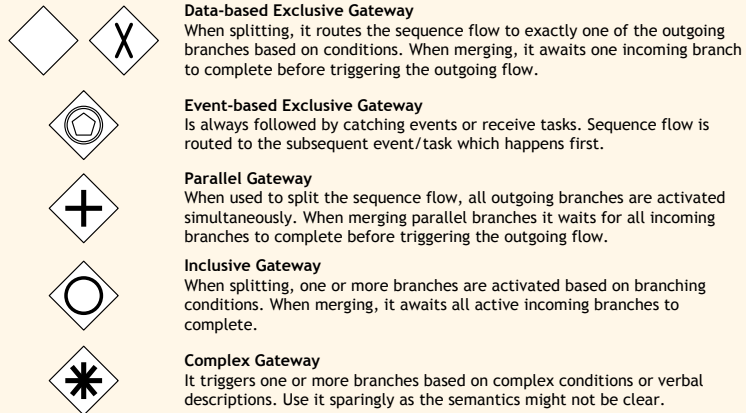 Data-based Exclusive Gateway
When splitting, it routes the sequence flow to exactly one of the outgoing
branches based on conditions. When merging, it awaits one incoming branch
to complete before triggering the outgoing flow.
Event-based Exclusive Gateway
Is always followed by catching events or receive tasks. Sequence flow is
routed to the subsequent event/task which happens first.
Parallel Gateway
When used to split the sequence flow, all outgoing branches are activated
simultaneously. When merging parallel branches it waits for all incoming
branches to complete before triggering the outgoing flow.
Inclusive Gateway
When splitting, one or more branches are activated based on branching
conditions. When merging, it awaits all active incoming branches to
complete.
Complex Gateway
It triggers one or more branches based on complex conditions or verbal
descriptions. Use it sparingly as the semantics might not be clear.